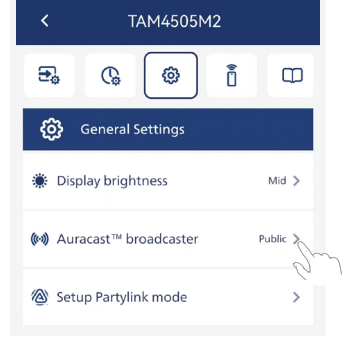 TAM4505M2
General Settings
Display brightness Mid
Auracast™ broadcaster Public
Setup Partylink mode